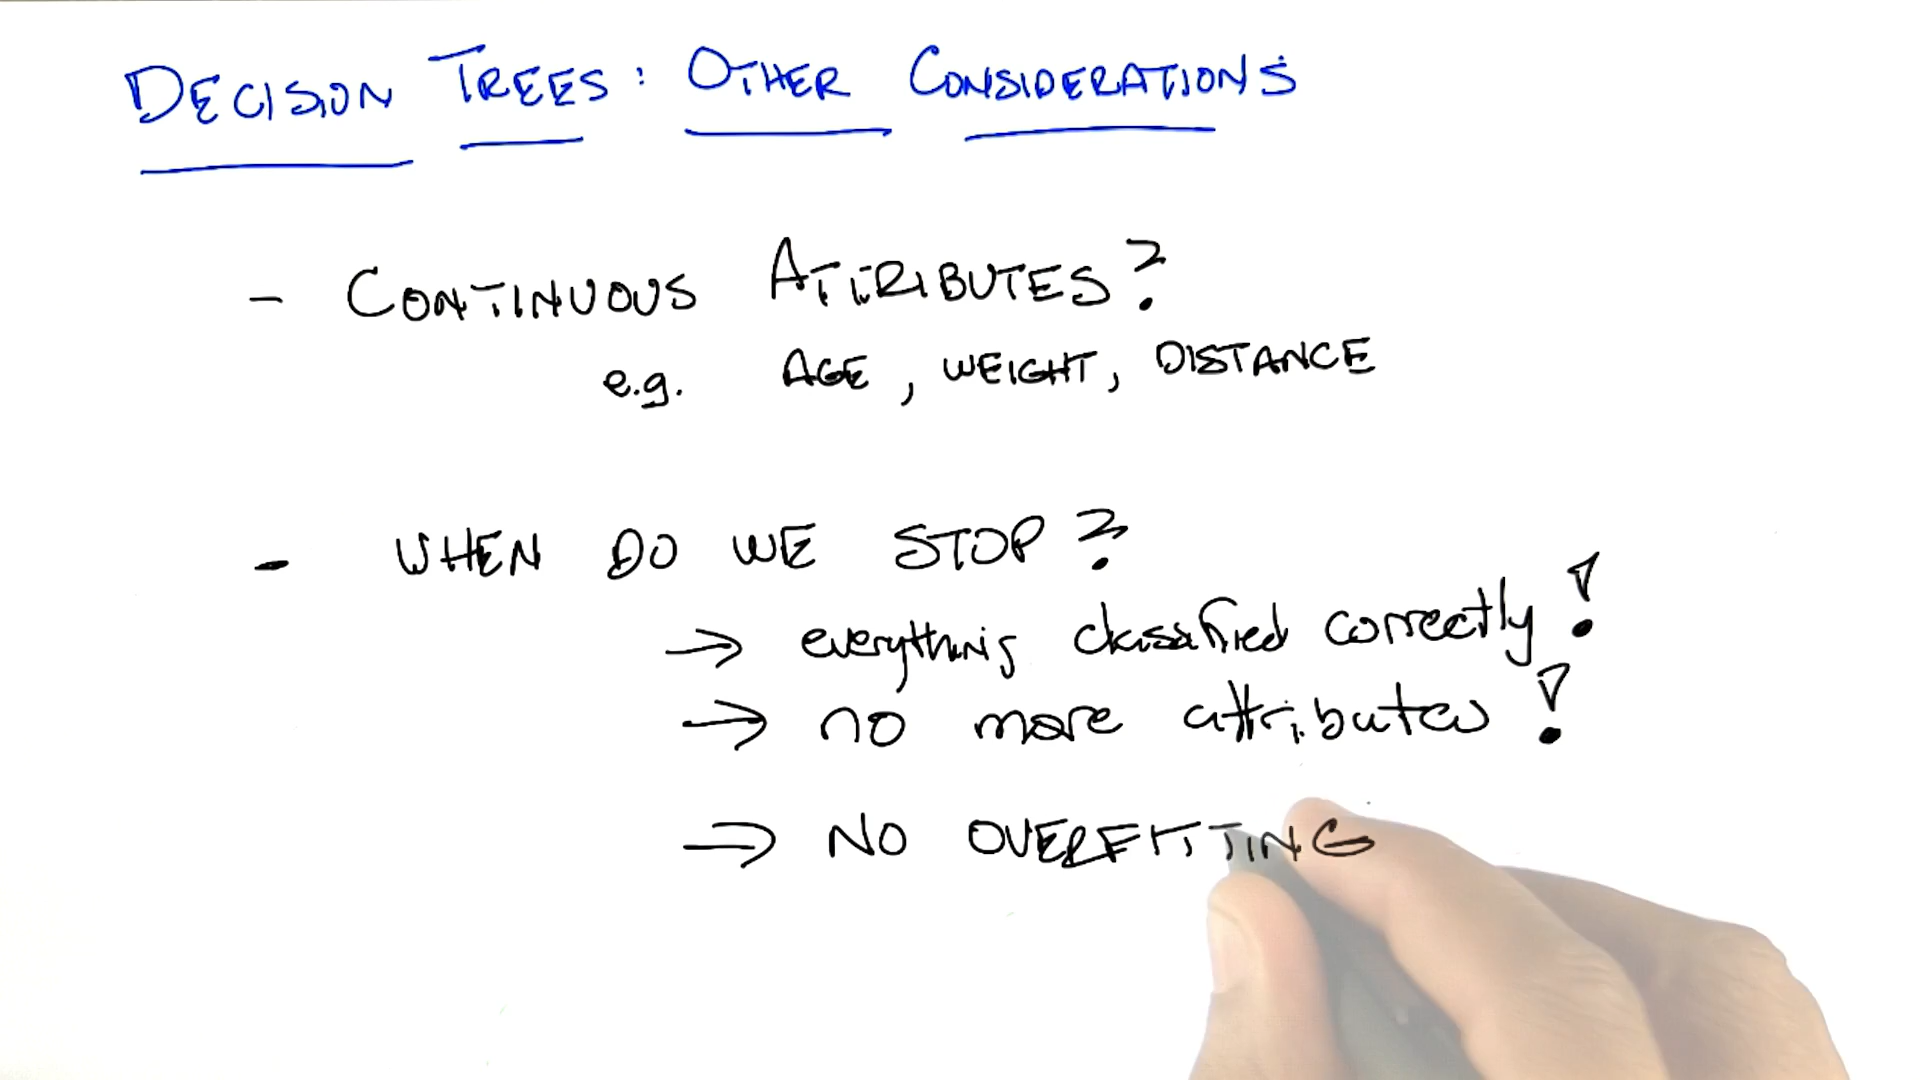 DECISION TREES: OTHER CONSIDERATIONS
- CONTINUOUS ATTRIBUTES?
e.g. AGE, WEIGHT, DISTANCE
- WHEN DO WE STOP?
→ everything classified correctly!
→ no more attributes!
→ NO OVERFITTING